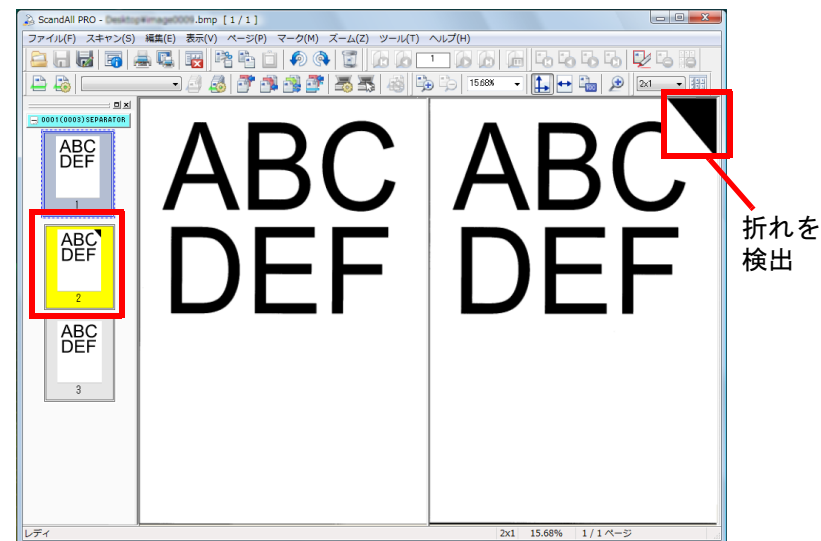 ScandAll PRO - .bmp [ 1 / 1 ]
ファイル(F) スキャン(S) 編集(E) 表示(V) ページ(P) マーク(M) ズーム(Z) ツール(T) ヘルプ(H)
1
15.68% 2x1
0001(0003)SEPARATOR
ABC
DEF
1
ABC
DEF
2
ABC
DEF
3
ABC
DEF
ABC
DEF
折れを
検出
レディ 2x1 15.68% 1 / 1 ページ